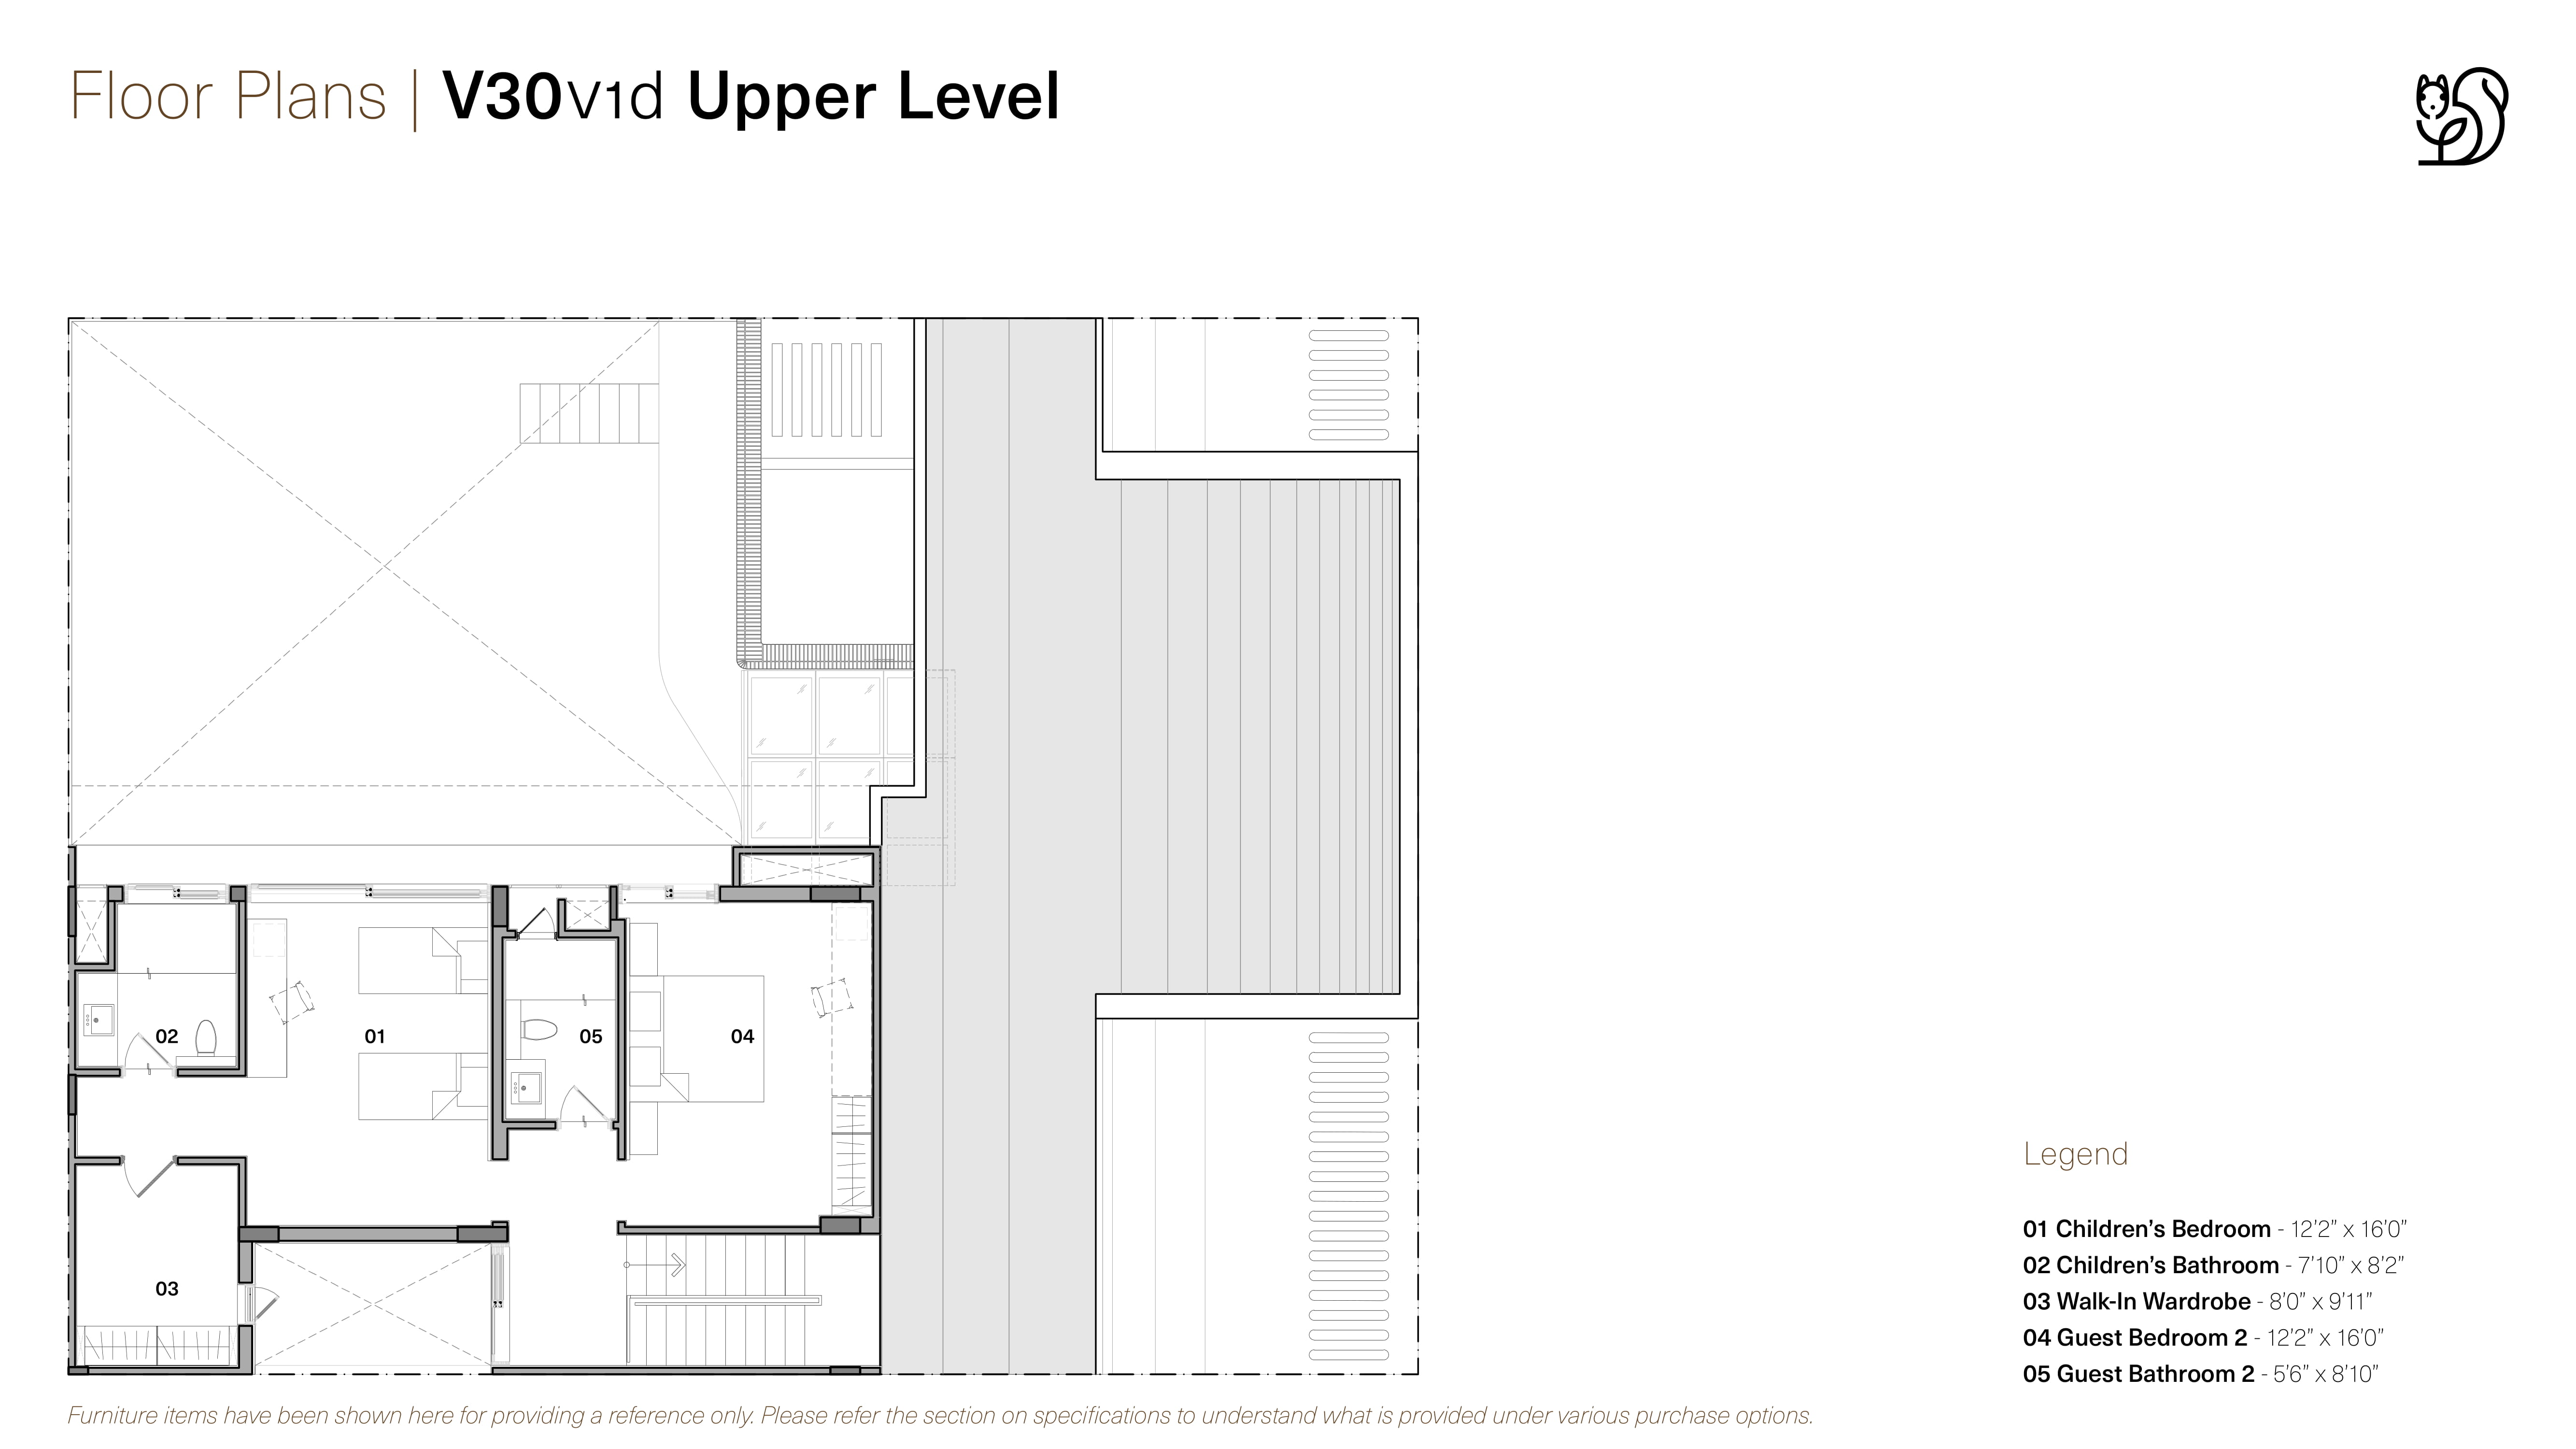 Floor Plans | V30V1d Upper Level
02
01
05
04
03
Legend
01 Children’s Bedroom - 12’2” x 16’0”
02 Children’s Bathroom - 7’10” x 8’2”
03 Walk-In Wardrobe - 8’0” x 9’11”
04 Guest Bedroom 2 - 12’2” x 16’0”
05 Guest Bathroom 2 - 5’6” x 8’10”
Furniture items have been shown here for providing a reference only. Please refer the section on specifications to understand what is provided under various purchase options.